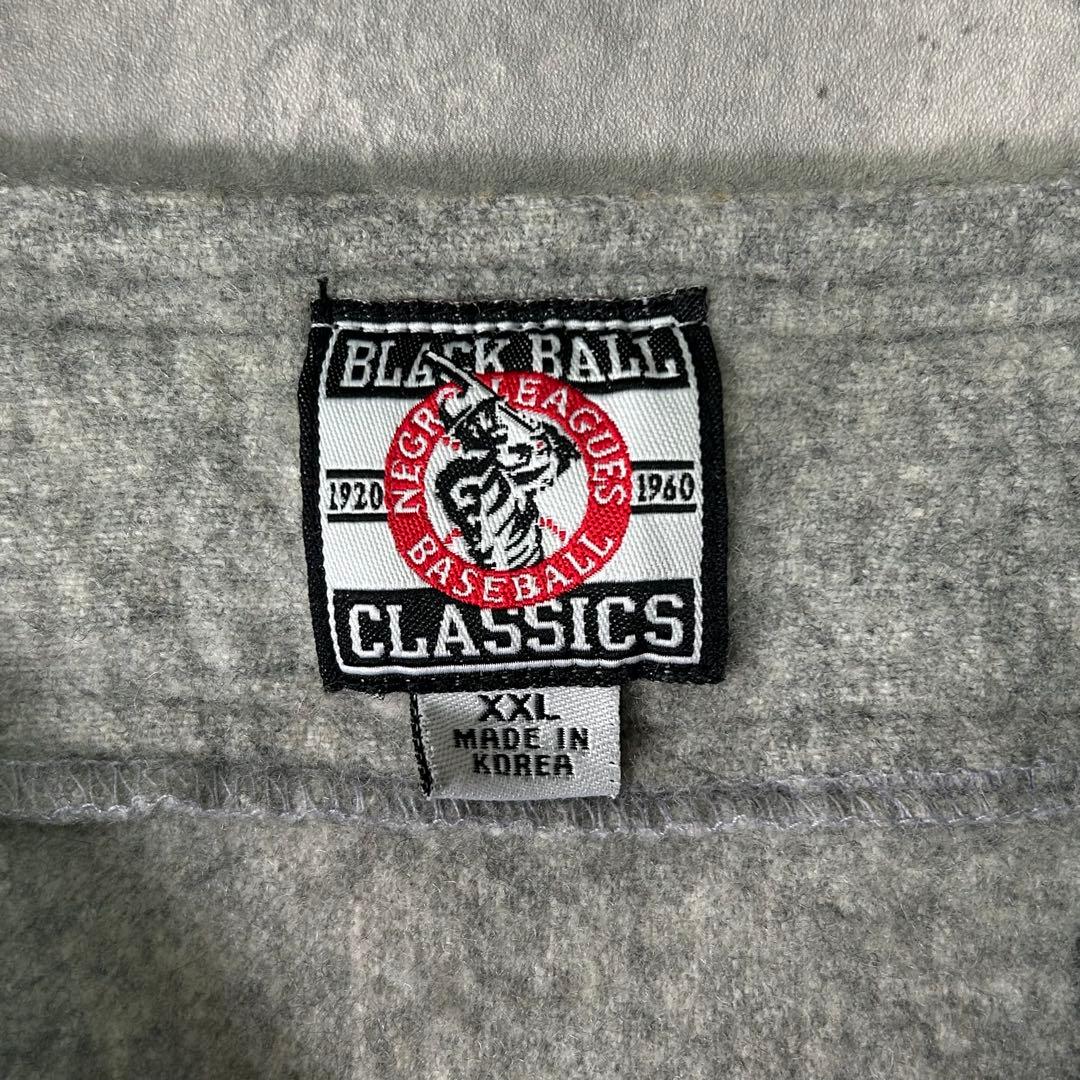 BLACK BALL
NEGRO LEAGUES
1920
1960
BASEBALL
CLASSICS
XXL
MADE IN
KOREA